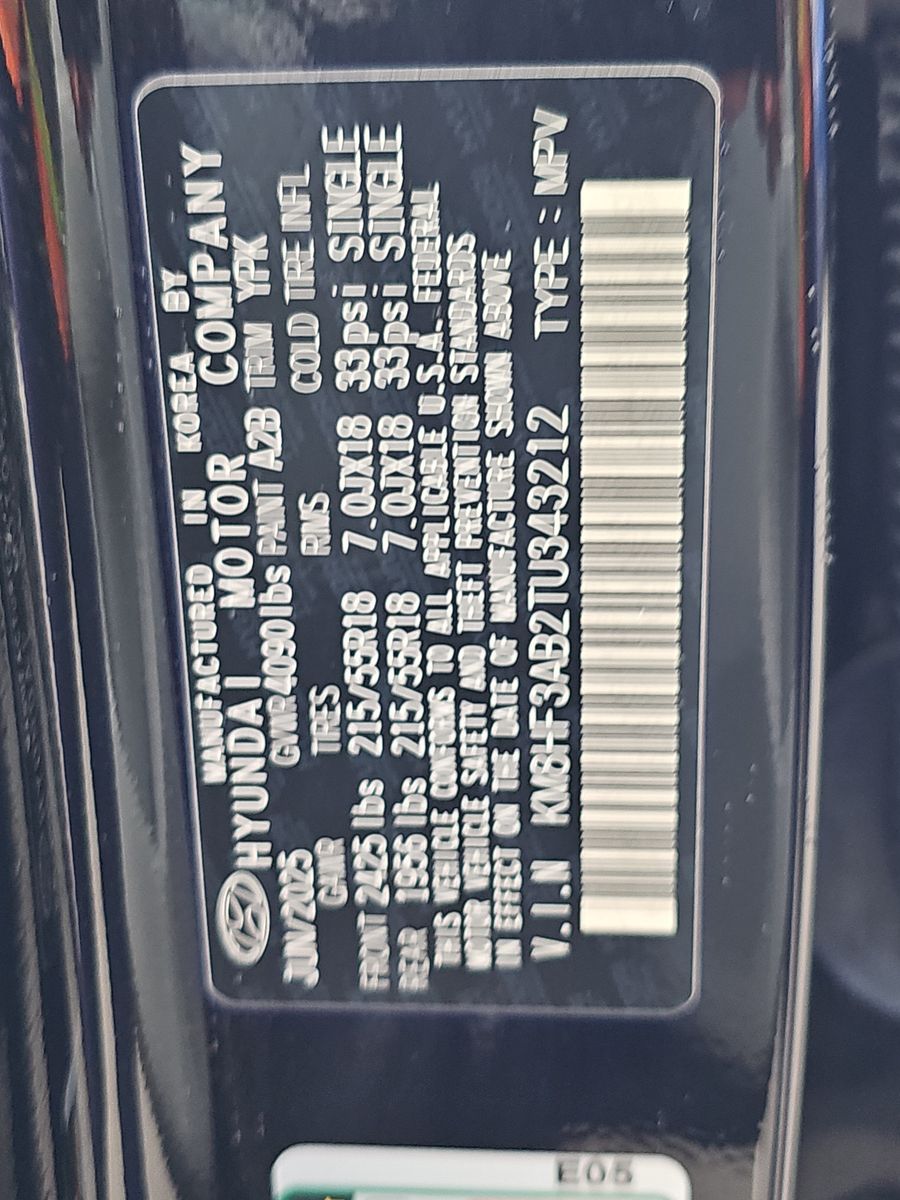 MANUFACTURED IN KOREA BY
HYUNDAI MOTOR COMPANY
JUN/2025 GVWR 4090lbs PAINT A2B TRIM YPK
GAWR TIRES RIMS COLD TIRE INFL
FRONT 2425 lbs 215/55R18 7.0JX18 33psi SINGLE
REAR 1956 lbs 215/55R18 7.0JX18 33psi SINGLE
THIS VEHICLE CONFORMS TO ALL APPLICABLE U.S.A. FEDERAL
MOTOR VEHICLE SAFETY AND THEFT PREVENTION STANDARDS
IN EFFECT ON THE DATE OF MANUFACTURE SHOWN ABOVE
V.I.N KM8HF3AB2TU343212 TYPE : MPV
E05